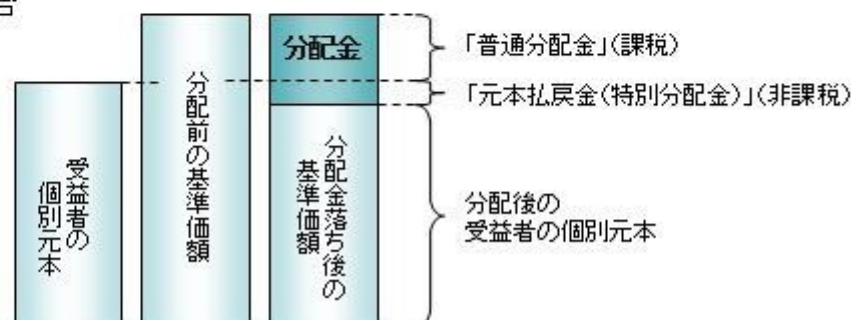 受益者の
個別元本
分配前の基準価額
分配金
分配金落ち後の
基準価額
「普通分配金」(課税)
「元本払戻金(特別分配金)」(非課税)
分配後の
受益者の個別元本